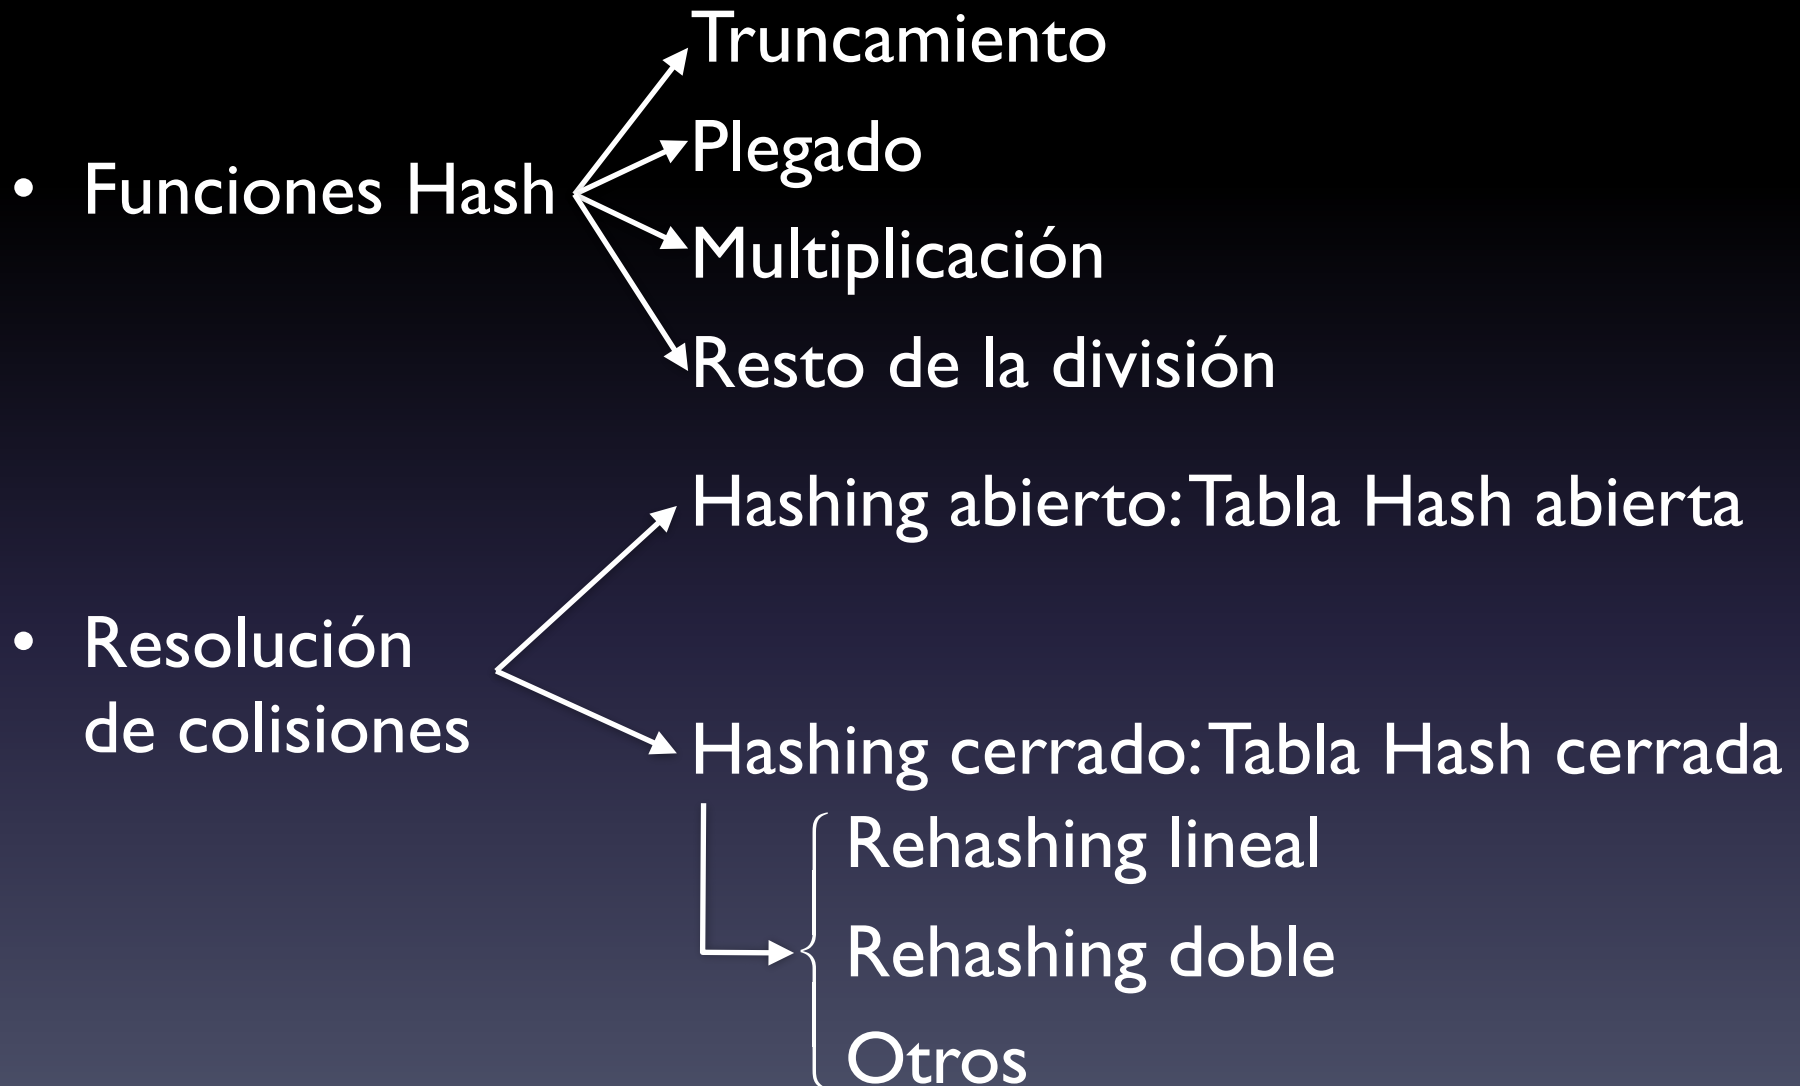 Truncamiento
Plegado
• Funciones Hash
Multiplicación
Resto de la división
Hashing abierto: Tabla Hash abierta
• Resolución
de colisiones
Hashing cerrado: Tabla Hash cerrada
Rehashing lineal
Rehashing doble
Otros